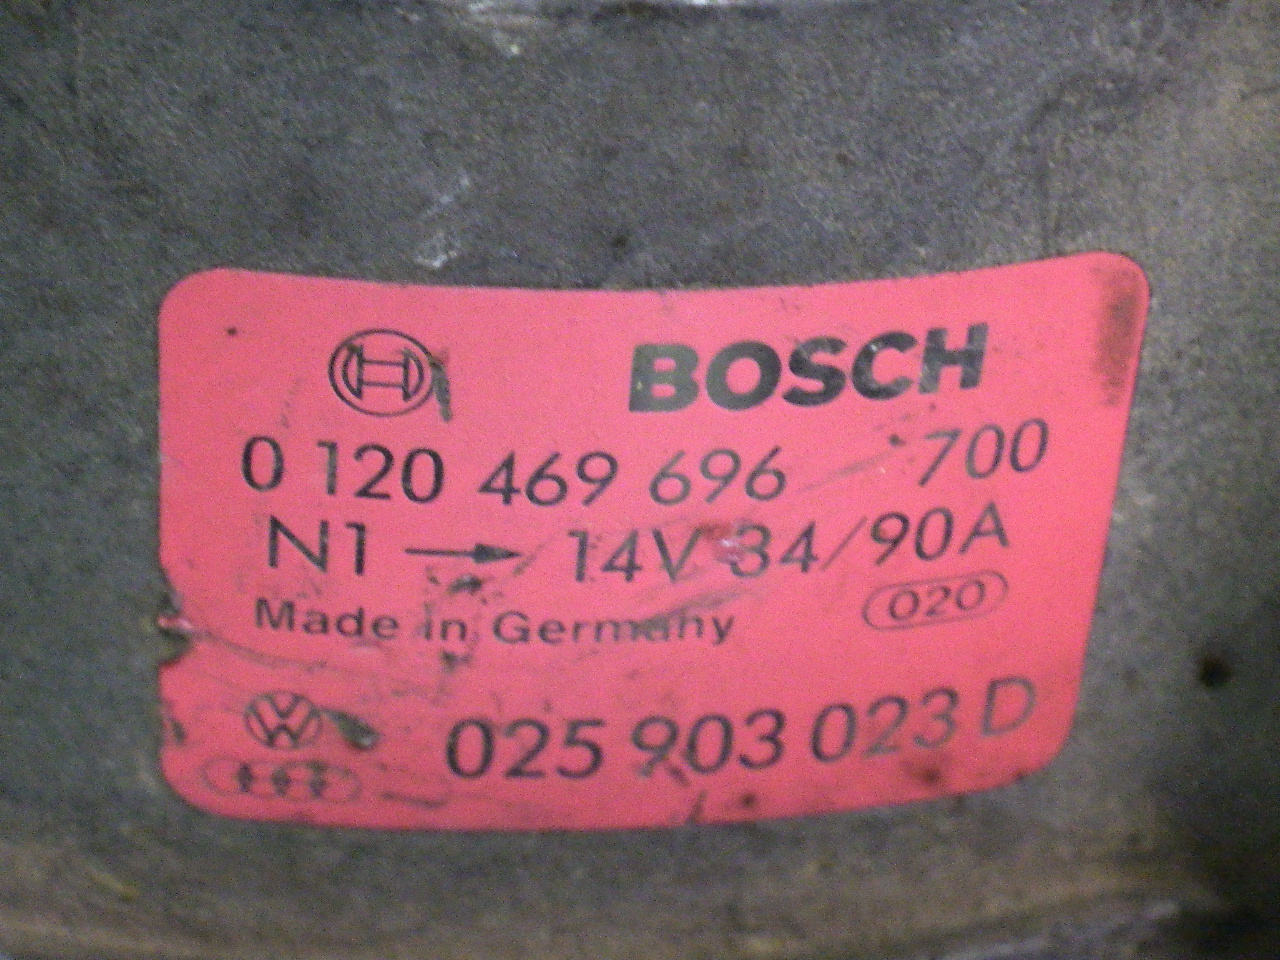 BOSCH
0 120 469 696 700
N1 → 14V 34/90A
Made in Germany 020
025 903 023 D